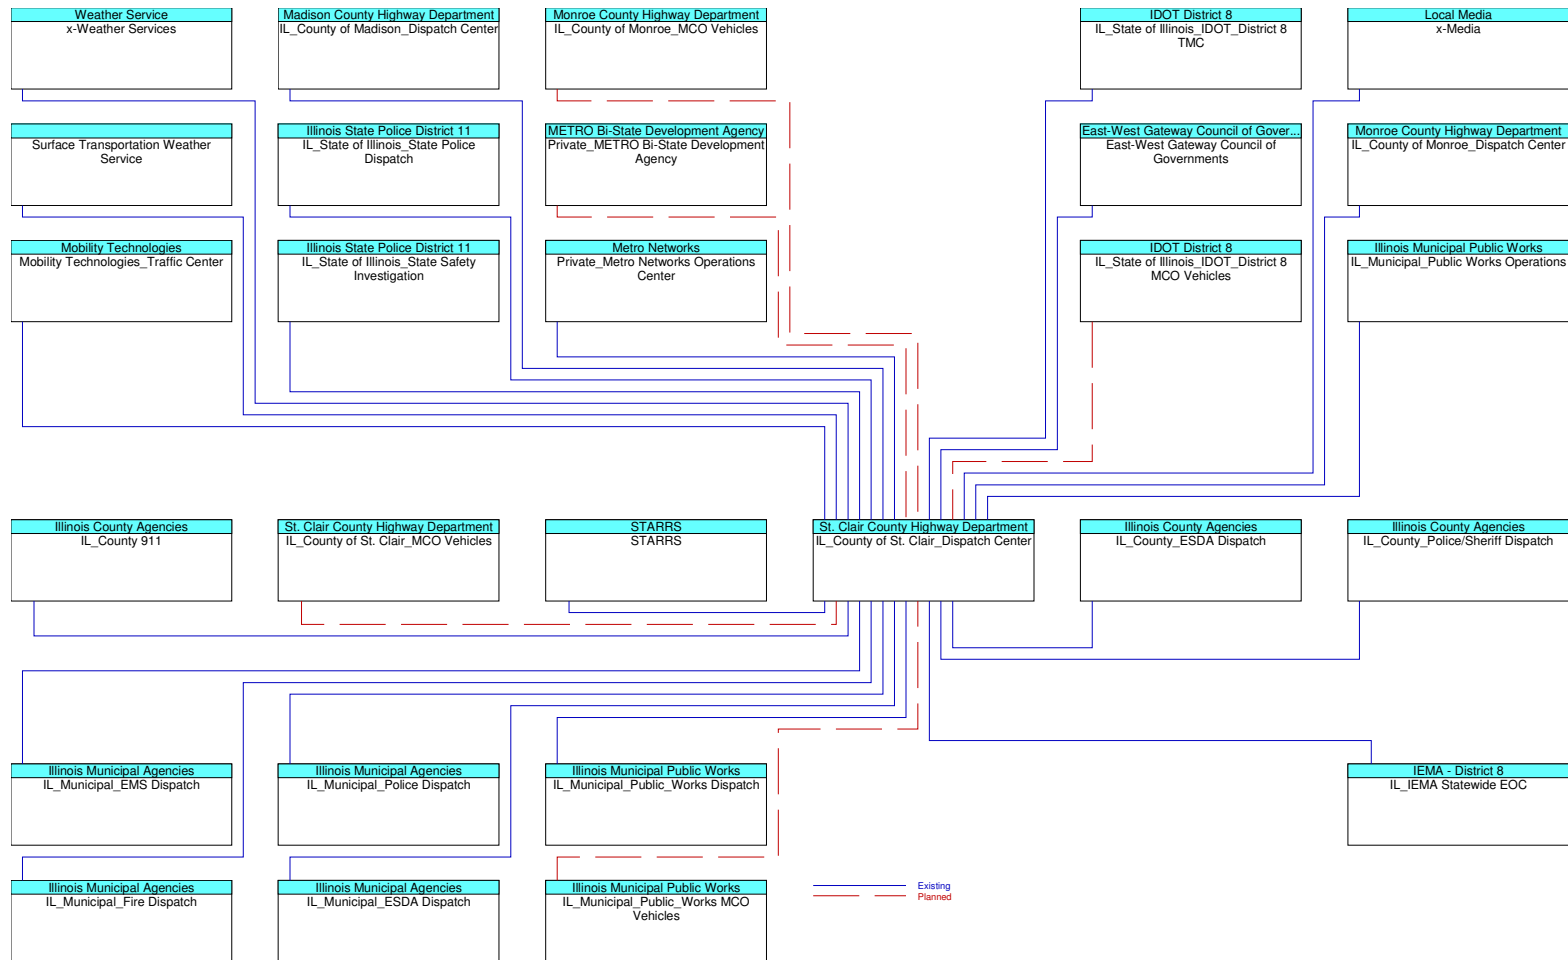 Weather Service
x-Weather Services
Madison County Highway Department
IL_County of Madison_Dispatch Center
Monroe County Highway Department
IL_County of Monroe_MCO Vehicles
IDOT District 8
IL_State of Illinois_IDOT_District 8
TMC
Local Media
x-Media
Surface Transportation Weather
Service
Illinois State Police District 11
IL_State of Illinois_State Police
Dispatch
METRO Bi-State Development Agency
Private_METRO Bi-State Development
Agency
East-West Gateway Council of Gover...
East-West Gateway Council of
Governments
Monroe County Highway Department
IL_County of Monroe_Dispatch Center
Mobility Technologies
Mobility Technologies_Traffic Center
Illinois State Police District 11
IL_State of Illinois_State Safety
Investigation
Metro Networks
Private_Metro Networks Operations
Center
IDOT District 8
IL_State of Illinois_IDOT_District 8
MCO Vehicles
Illinois Municipal Public Works
IL_Municipal_Public Works Operations
Illinois County Agencies
IL_County 911
St. Clair County Highway Department
IL_County of St. Clair_MCO Vehicles
STARRS
STARRS
St. Clair County Highway Department
IL_County of St. Clair_Dispatch Center
Illinois County Agencies
IL_County_ESDA Dispatch
Illinois County Agencies
IL_County_Police/Sheriff Dispatch
Illinois Municipal Agencies
IL_Municipal_EMS Dispatch
Illinois Municipal Agencies
IL_Municipal_Police Dispatch
Illinois Municipal Public Works
IL_Municipal_Public_Works Dispatch
IEMA - District 8
IL_IEMA Statewide EOC
Illinois Municipal Agencies
IL_Municipal_Fire Dispatch
Illinois Municipal Agencies
IL_Municipal_ESDA Dispatch
Illinois Municipal Public Works
IL_Municipal_Public_Works MCO
Vehicles
Existing
Planned